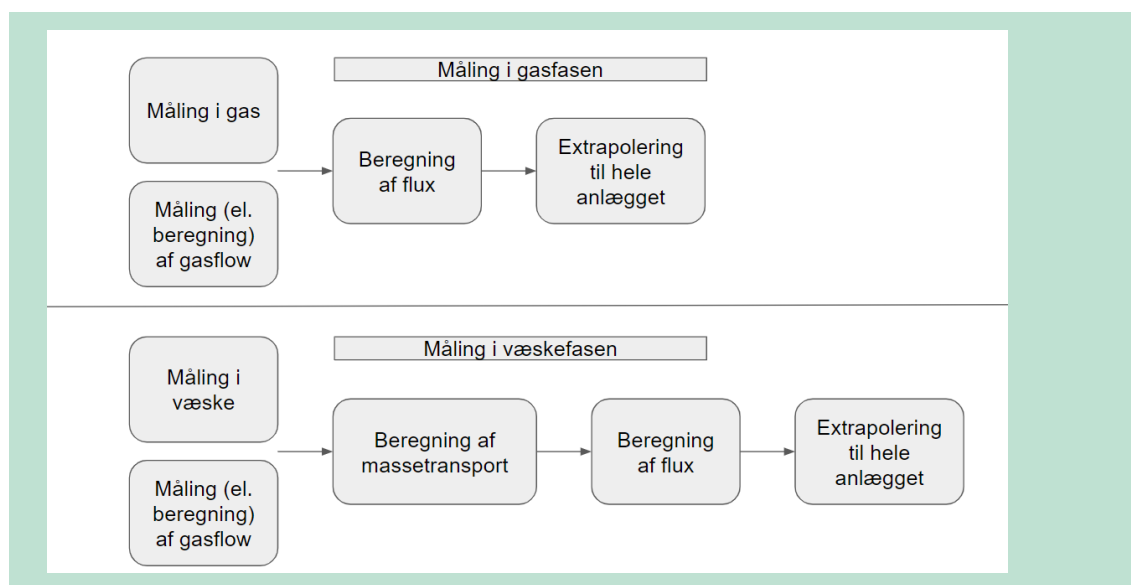 Måling i gasfasen
Måling i gas
Måling (el.
beregning)
af gasflow
Beregning
af flux
Extrapolering
til hele
anlægget
Måling i væskefasen
Måling i
væske
Måling (el.
beregning)
af gasflow
Beregning af
massetransport
Beregning
af flux
Extrapolering
til hele
anlægget